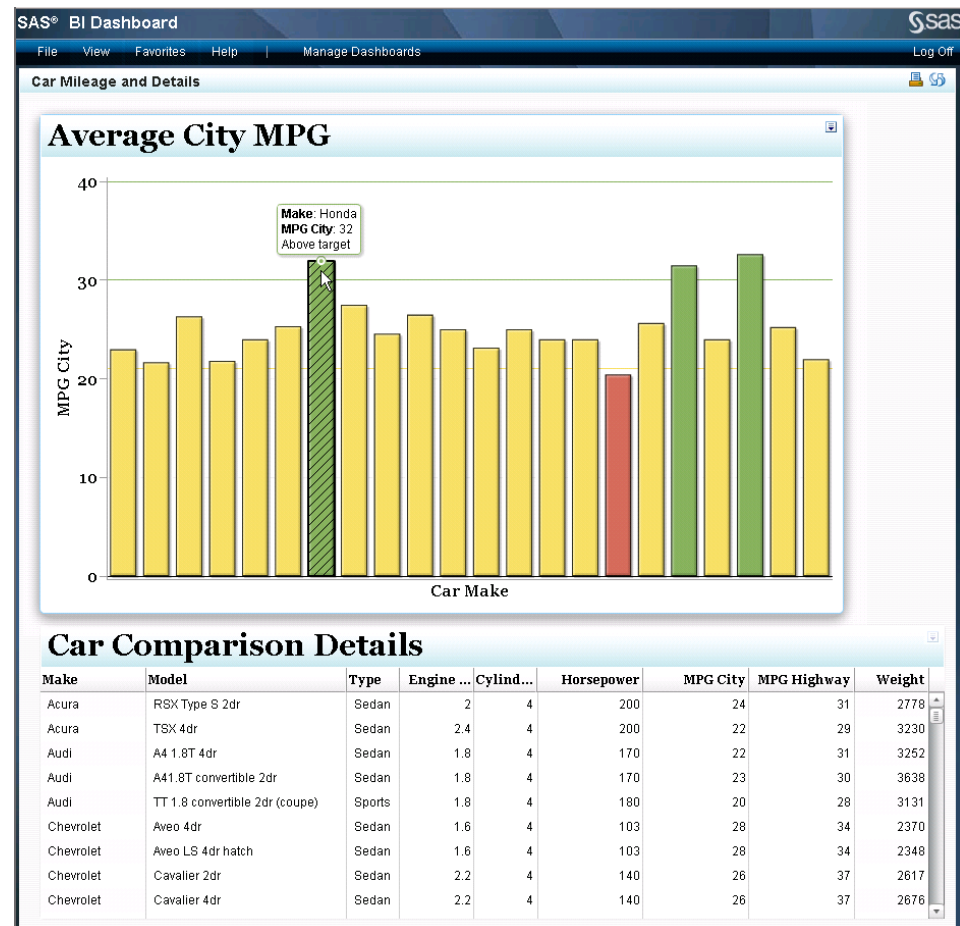 SAS® BI Dashboard
sas
File View Favorites Help | Manage Dashboards Log Off
Car Mileage and Details
Average City MPG
40
Make: Honda
MPG City: 32
Above target
30
MPG City
20
10
0
Car Make
Car Comparison Details
Make Model Type Engine ... Cylind... Horsepower MPG City MPG Highway Weight
Acura RSX Type S 2dr Sedan 2 4 200 24 31 2778
Acura TSX 4dr Sedan 2.4 4 200 22 29 3230
Audi A4 1.8T 4dr Sedan 1.8 4 170 22 31 3252
Audi A41.8T convertible 2dr Sedan 1.8 4 170 23 30 3638
Audi TT 1.8 convertible 2dr (coupe) Sports 1.8 4 180 20 28 3131
Chevrolet Aveo 4dr Sedan 1.6 4 103 28 34 2370
Chevrolet Aveo LS 4dr hatch Sedan 1.6 4 103 28 34 2348
Chevrolet Cavalier 2dr Sedan 2.2 4 140 26 37 2617
Chevrolet Cavalier 4dr Sedan 2.2 4 140 26 37 2676